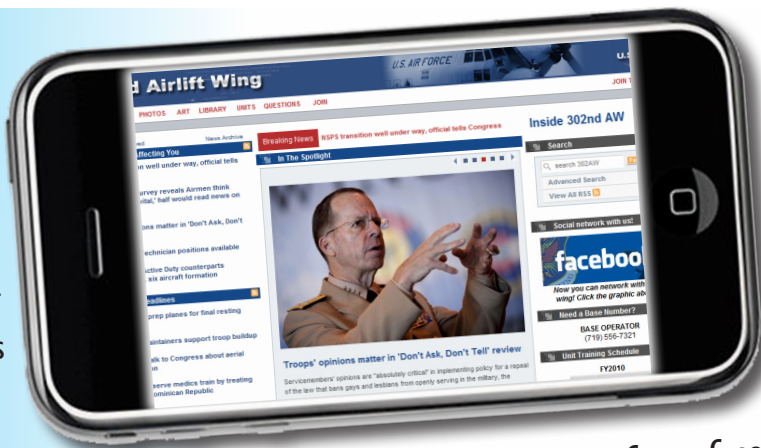 d Airlift Wing
U.S. AIR FORCE
U.S.
PHOTOS ART LIBRARY UNITS QUESTIONS JOIN
JOIN T
News Archive
ffecting You
n well under way, official tells
urvey reveals Airmen think
ital,' half would read news on
ons matter in 'Don't Ask, Don't
echnician positions available
ctive Duty counterparts
six aircraft formation
eadlines
prep planes for final resting
aintainers support troop buildup
lk to Congress about aerial
on
serve medics train by treating
ominican Republic
Breaking News NSPS transition well under way, official tells Congress
In The Spotlight
Troops' opinions matter in 'Don't Ask, Don't Tell' review
Servicemembers' opinions are "absolutely critical" in implementing policy for a repeal
of the law that bans gays and lesbians from openly serving in the military, the
Inside 302nd AW
Search
search 302AW
Advanced Search
View All RSS
Social network with us!
faceboo
Now you can network with
wing! Click the graphic ab
Need a Base Number?
BASE OPERATOR
(719) 556-7321
Unit Training Schedule
FY2010
s